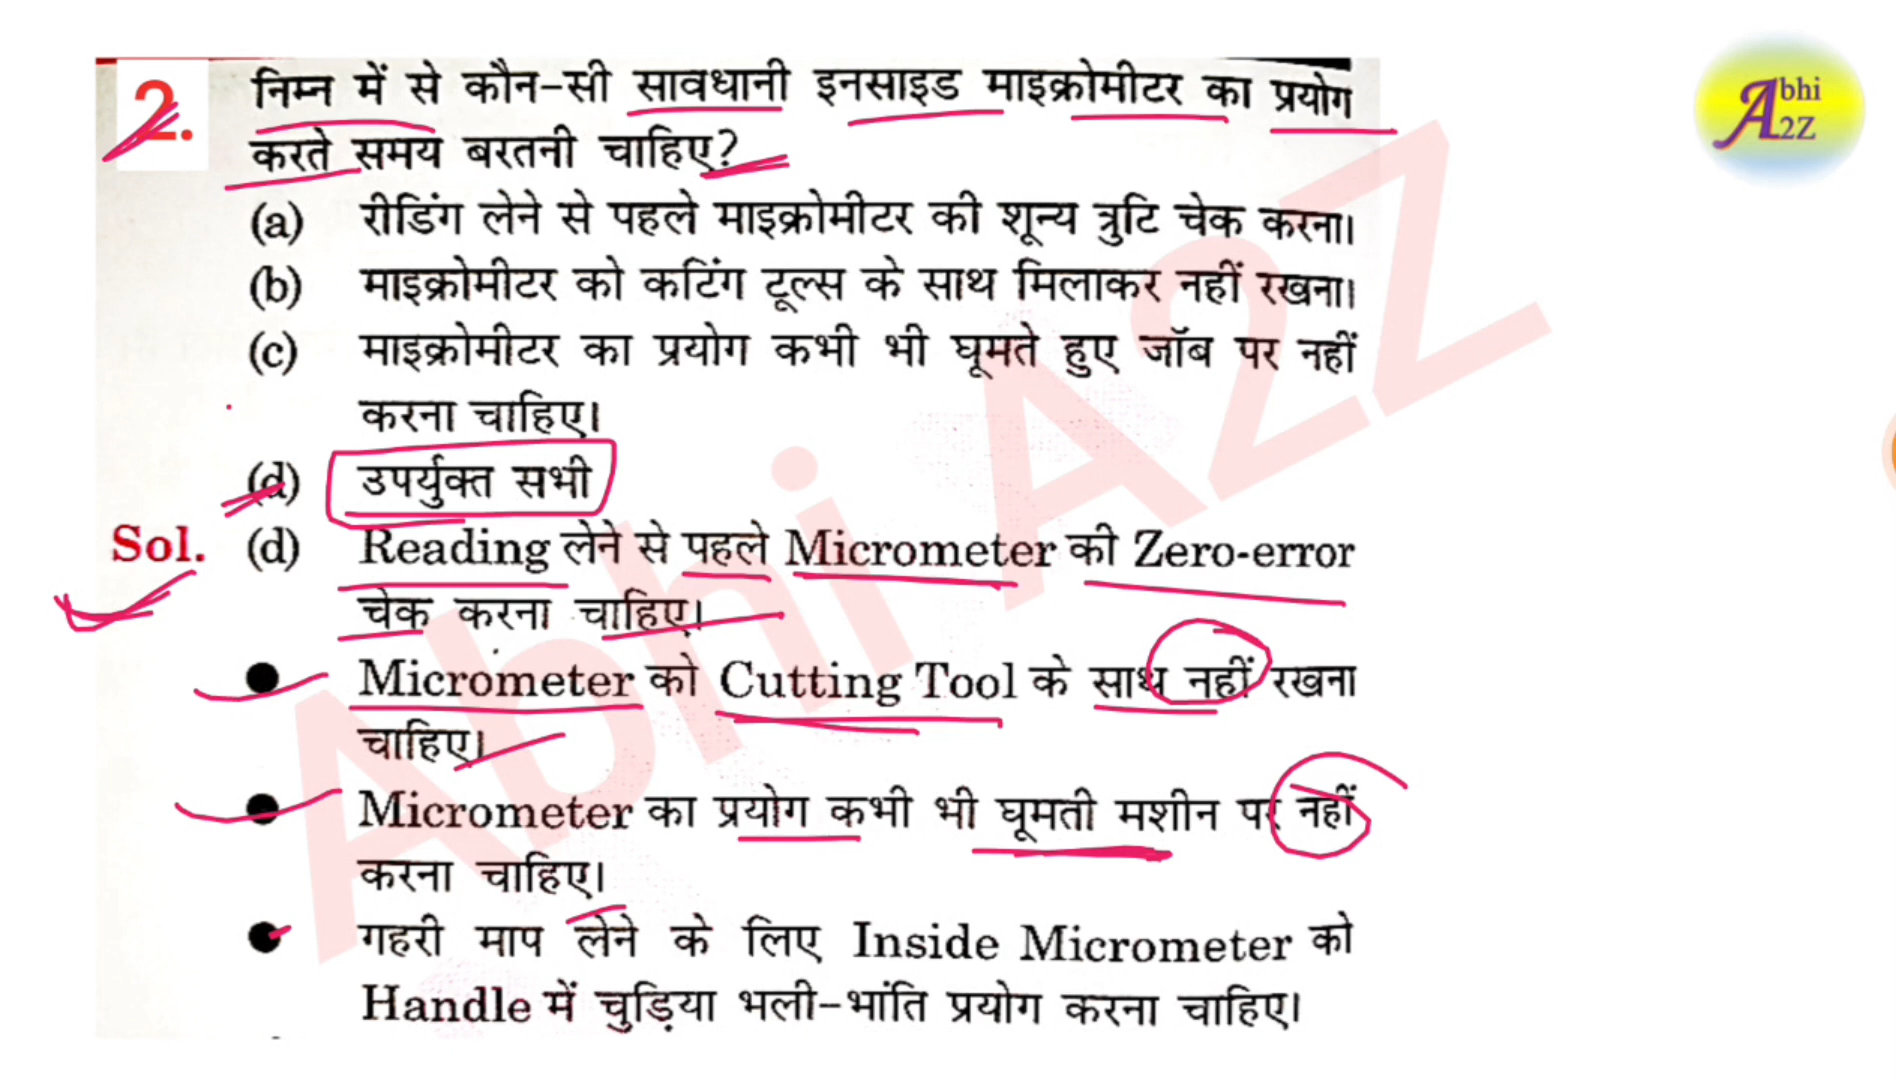 Abhi
A2Z
2. निम्न में से कौन-सी सावधानी इनसाइड माइक्रोमीटर का प्रयोग
करते समय बरतनी चाहिए?
(a) रीडिंग लेने से पहले माइक्रोमीटर की शून्य त्रुटि चेक करना।
(b) माइक्रोमीटर को कटिंग टूल्स के साथ मिलाकर नहीं रखना।
(c) माइक्रोमीटर का प्रयोग कभी भी घूमते हुए जॉब पर नहीं
करना चाहिए।
(d) उपर्युक्त सभी
Sol. (d) Reading लेने से पहले Micrometer की Zero-error
चेक करना चाहिए।
● Micrometer को Cutting Tool के साथ नहीं रखना
चाहिए।
● Micrometer का प्रयोग कभी भी घूमती मशीन पर नहीं
करना चाहिए।
● गहरी माप लेने के लिए Inside Micrometer को
Handle में चुड़िया भली-भांति प्रयोग करना चाहिए।
Abhi A2Z